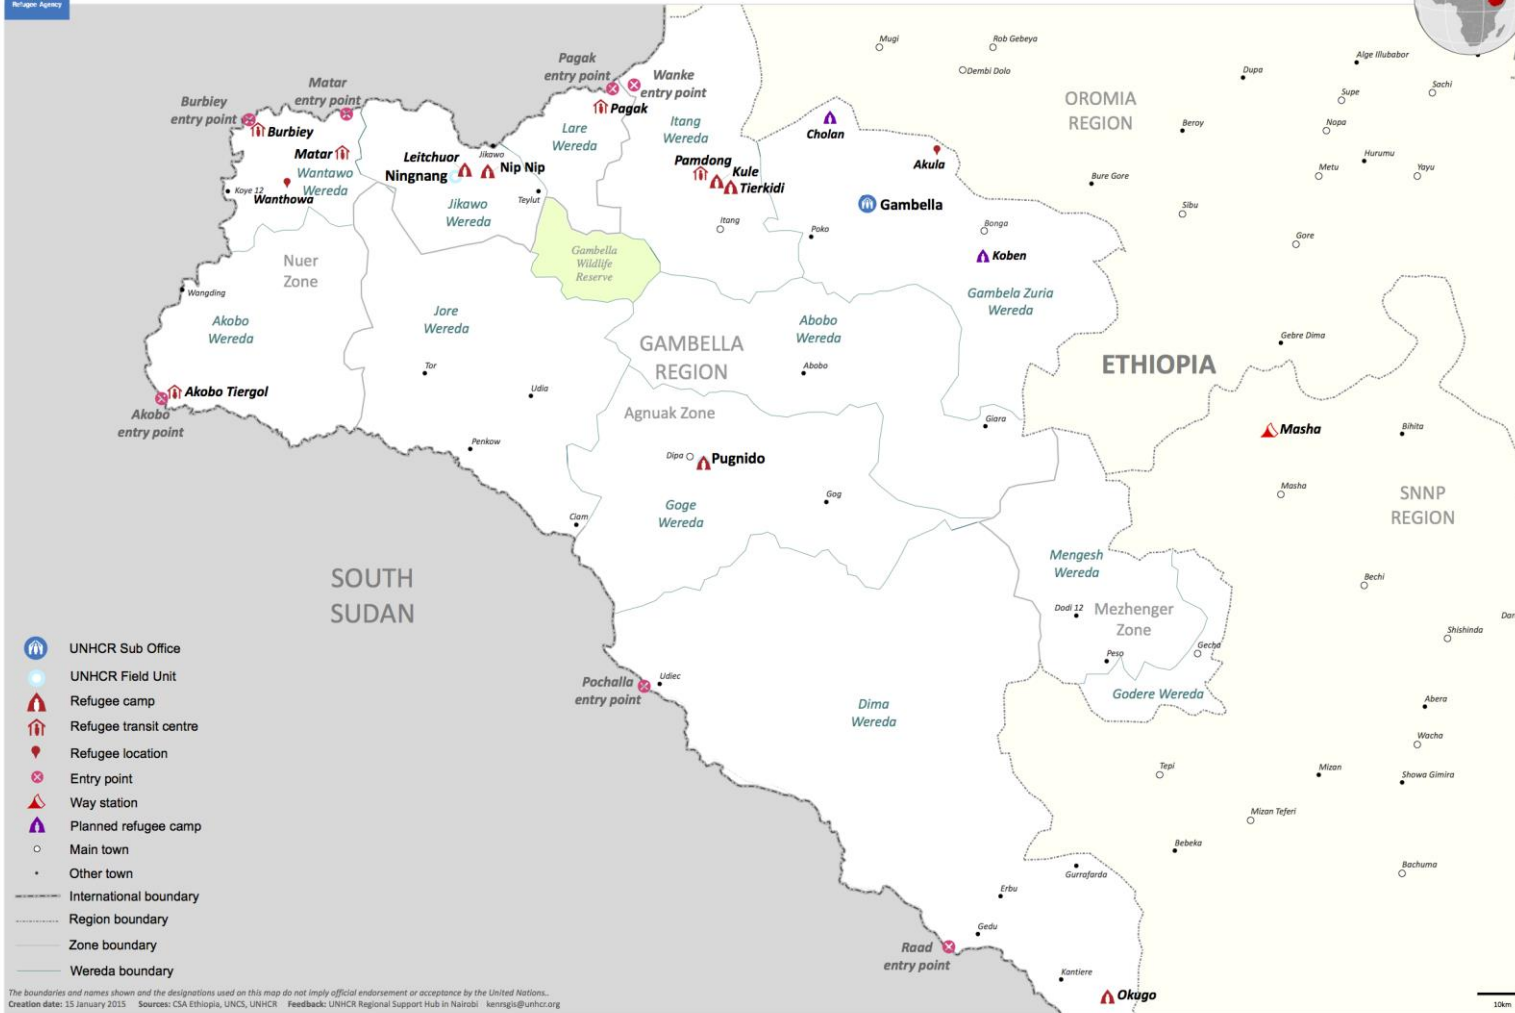 Refugee Agency
Mugi
Rob Gebeya
Dembi Dolo
Dupa
Alge Illubabor
Sachi
Supe
Nopa
Beroy
Hurumu
Metu
Yayu
Bure Gore
Sibu
Gore
OROMIA
REGION
Pagak
entry point
Wanke
entry point
Matar
entry point
Burbiey
entry point
Burbiey
Pagak
Lare
Wereda
Itang
Wereda
Cholan
Akula
Matar
Wantawo
Wereda
Leitchuor
Ningnang
Jikawo
Nip Nip
Pamdong
Kule
Tierkidi
Koye 12
Wanthowa
Jikawo
Wereda
Teylut
Itang
Poko
Gambella
Bonga
Koben
Nuer
Zone
Gambella
Wildlife
Reserve
Gambela Zuria
Wereda
Wangding
Akobo
Wereda
Jore
Wereda
GAMBELLA
REGION
Abobo
Wereda
ETHIOPIA
Gebre Dima
Tor
Udia
Abobo
Akobo Tiergol
Akobo
entry point
Agnuak Zone
Giara
Masha
Bihita
Penkow
Dipa
Pugnido
Masha
SNNP
REGION
Gog
Goge
Wereda
Ciam
Mengesh
Wereda
SOUTH
SUDAN
Bechi
Dodi 12
Mezhenger
Zone
Shishinda
Dar
Peso
Gecha
Pochalla
entry point
Udiec
Godere Wereda
Dima
Wereda
Abera
Wacha
Tepi
Mizan
Showa Gimira
Mizan Teferi
Bebeka
Bachuma
Gurrafarda
Erbu
Gedu
Raad
entry point
Kantiere
Okugo
10km
UNHCR Sub Office
UNHCR Field Unit
Refugee camp
Refugee transit centre
Refugee location
Entry point
Way station
Planned refugee camp
Main town
Other town
International boundary
Region boundary
Zone boundary
Wereda boundary
The boundaries and names shown and the designations used on this map do not imply official endorsement or acceptance by the United Nations..
Creation date: 15 January 2015 Sources: CSA Ethiopia, UNCS, UNHCR Feedback: UNHCR Regional Support Hub in Nairobi kenrsgis@unhcr.org